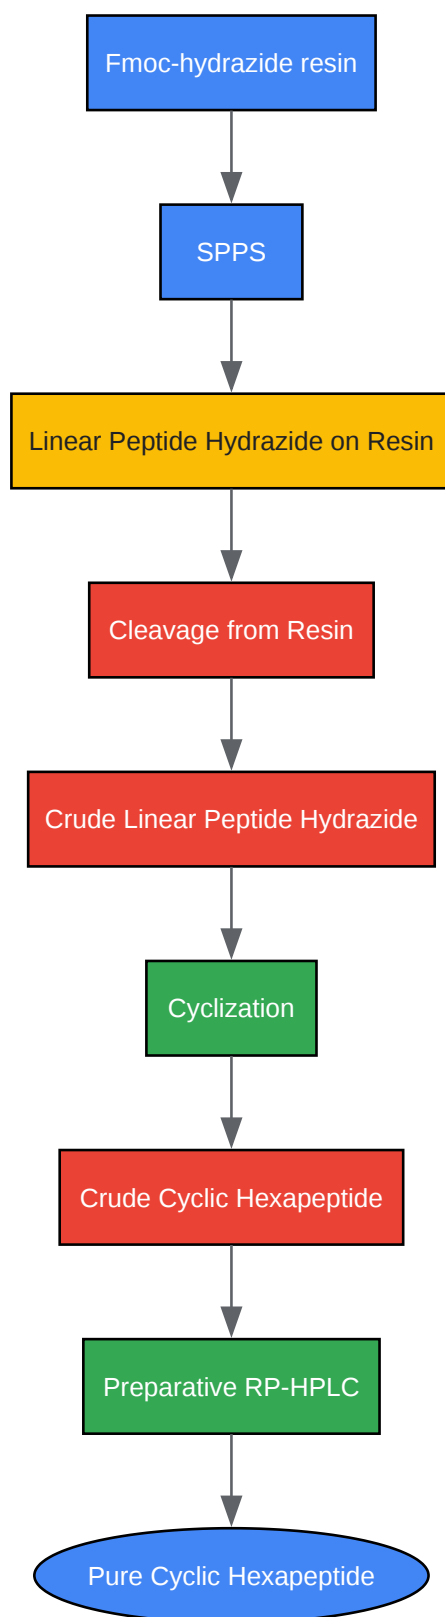 Fmoc-hydrazide resin
SPPS
Linear Peptide Hydrazide on Resin
Cleavage from Resin
Crude Linear Peptide Hydrazide
Cyclization
Crude Cyclic Hexapeptide
Preparative RP-HPLC
Pure Cyclic Hexapeptide